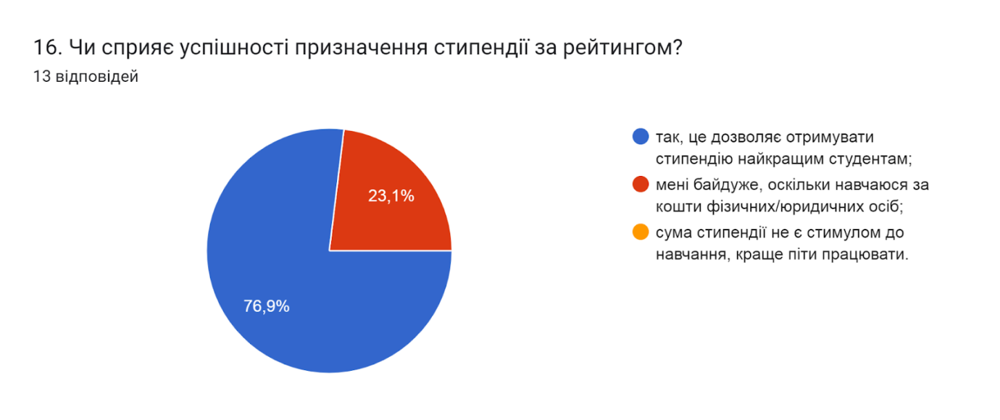 16. Чи сприяє успішності призначення стипендії за рейтингом?
13 відповідей
23,1%
76,9%
так, це дозволяє отримувати
стипендію найкращим студентам;
мені байдуже, оскільки навчаюся за
кошти фізичних/юридичних осіб;
сума стипендії не є стимулом до
навчання, краще піти працювати.